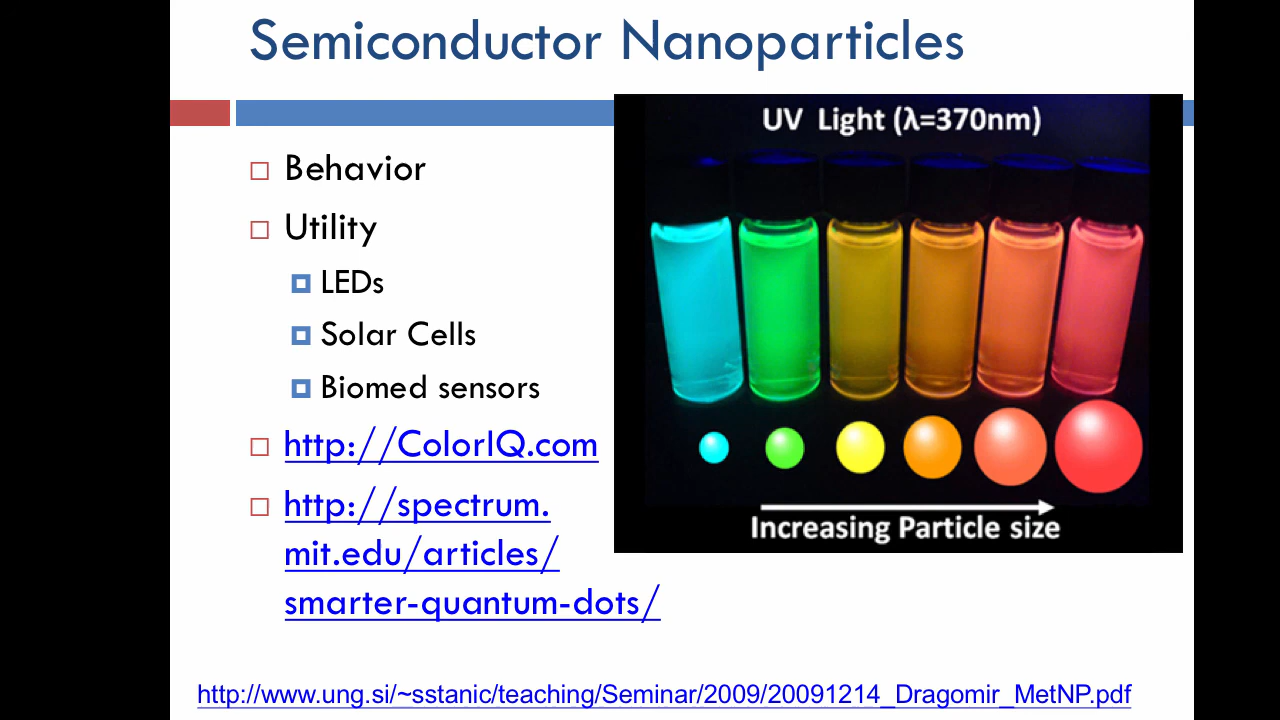 Semiconductor Nanoparticles
UV Light (λ=370nm)
Behavior
Utility
LEDs
Solar Cells
Biomed sensors
http://ColorIQ.com
http://spectrum.
mit.edu/articles/
smarter-quantum-dots/
Increasing Particle size
http://www.ung.si/~sstanic/teaching/Seminar/2009/20091214_Dragomir_MetNP.pdf